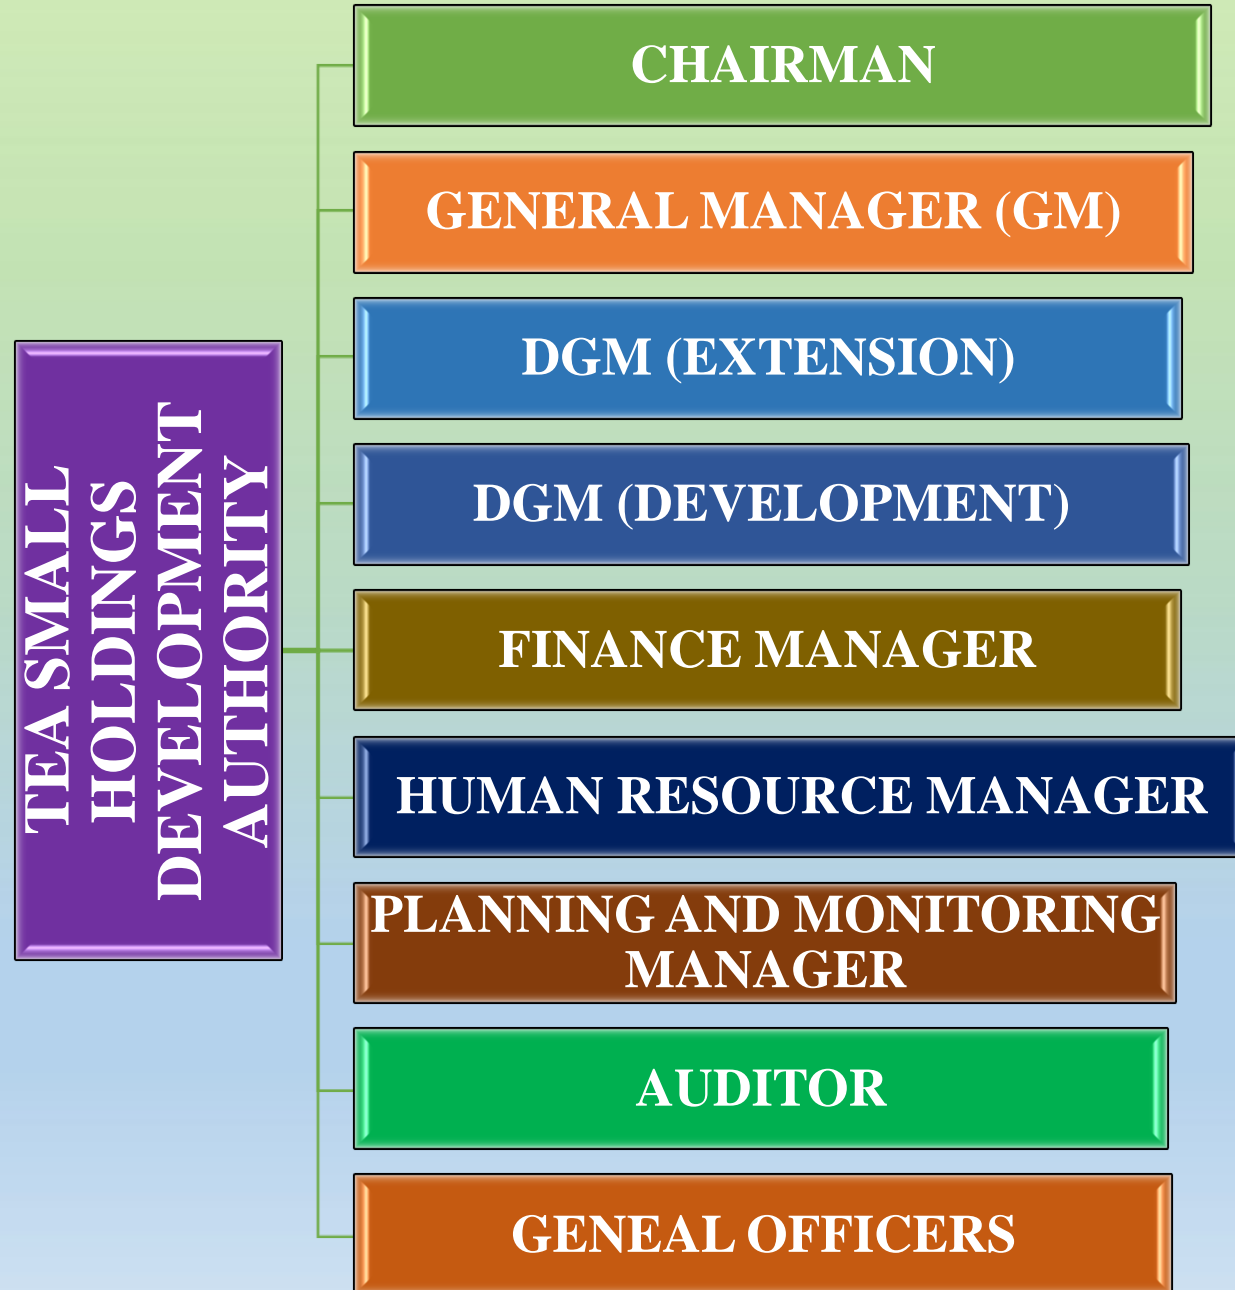 TEA SMALL
HOLDINGS
DEVELOPMENT
AUTHORITY
CHAIRMAN
GENERAL MANAGER (GM)
DGM (EXTENSION)
DGM (DEVELOPMENT)
FINANCE MANAGER
HUMAN RESOURCE MANAGER
PLANNING AND MONITORING
MANAGER
AUDITOR
GENEAL OFFICERS